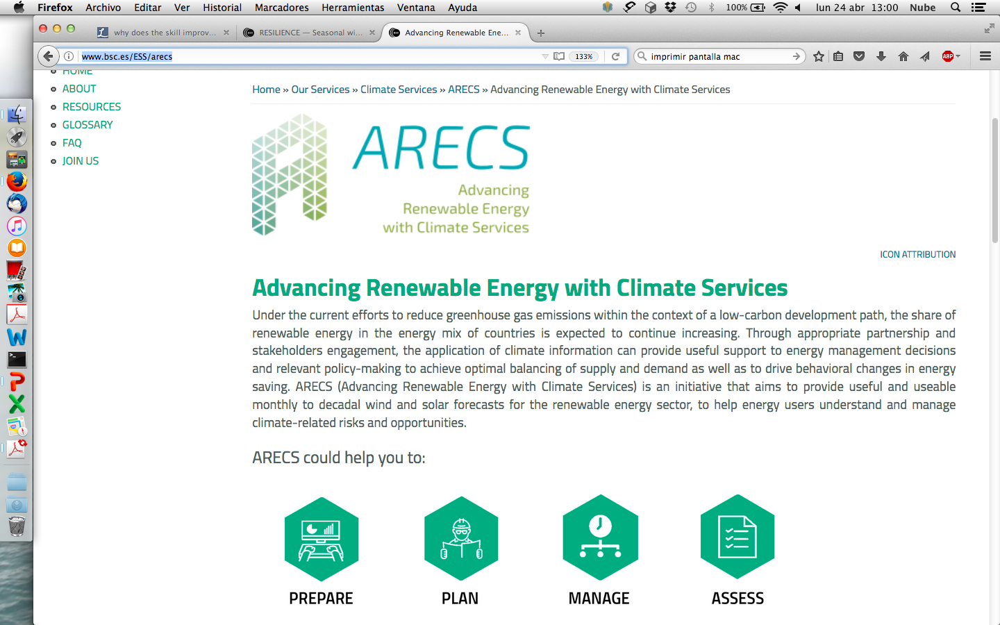 Firefox Archivo Editar Ver Historial Marcadores Herramientas Ventana Ayuda 100% lun 24 abr 13:00 Nube
why does the skill improv... RESILIENCE — Seasonal wi... Advancing Renewable Ene...
www.bsc.es/ESS/arecs 133% imprimir pantalla mac ABP
HOME
ABOUT
RESOURCES
GLOSSARY
FAQ
JOIN US
Home » Our Services » Climate Services » ARECS » Advancing Renewable Energy with Climate Services
ARECS
Advancing
Renewable Energy
with Climate Services
ICON ATTRIBUTION
Advancing Renewable Energy with Climate Services
Under the current efforts to reduce greenhouse gas emissions within the context of a low-carbon development path, the share of
renewable energy in the energy mix of countries is expected to continue increasing. Through appropriate partnership and
stakeholders engagement, the application of climate information can provide useful support to energy management decisions
and relevant policy-making to achieve optimal balancing of supply and demand as well as to drive behavioral changes in energy
saving. ARECS (Advancing Renewable Energy with Climate Services) is an initiative that aims to provide useful and useable
monthly to decadal wind and solar forecasts for the renewable energy sector, to help energy users understand and manage
climate-related risks and opportunities.
ARECS could help you to:
PREPARE PLAN MANAGE ASSESS